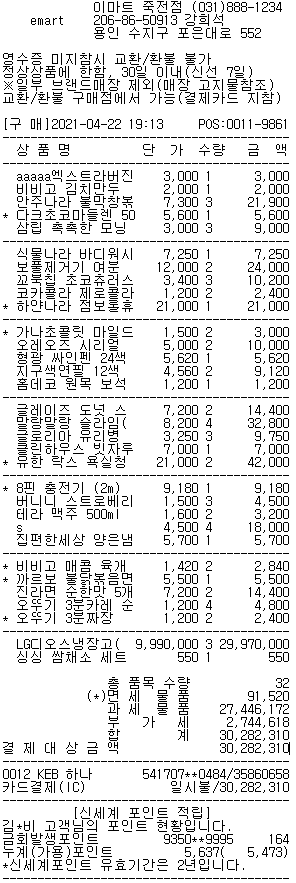 이마트 죽전점 (031)888-1234
emart 206-86-50913 강희석
용인 수지구 포은대로 552
영수증 미지참시 교환/환불 불가
정상상품에 한함, 30일 이내(신선 7일)
※일부 브랜드매장 제외(매장 고지물참조)
교환/환불 구매점에서 가능(결제카드 지참)
[구 매]2021-04-22 19:13 POS:0011-9861
상 품 명 단 가 수량 금 액
aaaaa엑스트라버진 3,000 1 3,000
비비고 김치만두 2,000 1 2,000
안주나라 불막창볶 7,300 3 21,900
* 다크초코마들렌 50 5,600 1 5,600
삼립 촉촉한 모닝 3,000 3 9,000
식물나라 바디워시 7,250 1 7,250
보풀제거기 여분 12,000 2 24,000
꼬북칩 초코츄러스 3,400 3 10,200
코카콜라 제로콜라 1,200 2 2,400
* 하얀나라 점보롤휴 21,000 1 21,000
* 가나초콜릿 마일드 1,500 2 3,000
오레오즈 시리얼 5,000 2 10,000
형광 싸인펜 24색 5,620 1 5,620
지구색연필 12색 4,560 2 9,120
홈데코 원목 보석 1,200 1 1,200
글레이즈 도넛 스 7,200 2 14,400
말랑말랑 슬라임( 8,200 4 32,800
글로리아 유리병 3,250 3 9,750
클린하우스 빗자루 7,000 1 7,000
* 유한 락스 욕실청 21,000 2 42,000
* 8핀 충전기 (2m) 9,180 1 9,180
버니니 스트로베리 1,500 3 4,500
테라 맥주 500ml 1,600 2 3,200
s 4,500 4 18,000
집편한세상 양은냄 5,700 1 5,700
* 비비고 매콤 육개 1,420 2 2,840
* 까르보 불닭볶음면 5,500 1 5,500
진라면 순한맛 5개 7,200 2 14,400
오뚜기 3분카레 순 1,200 4 4,800
* 오뚜기 3분짜장 1,200 2 2,400
LG디오스냉장고( 9,990,000 3 29,970,000
싱싱 쌈채소 세트 550 1 550
총 품목 수량 32
(*)면 세 물 품 91,520
과 세 물 품 27,446,172
부 가 세 2,744,618
합 계 30,282,310
결 제 대 상 금 액 30,282,310
0012 KEB 하나 541707**0484/35860658
카드결제(IC) 일시불/30,282,310
[신세계 포인트 적립]
김*비 고객님의 포인트 현황입니다.
금회발생포인트 9350**9995 164
누계(가용)포인트 5,637( 5,473)
*신세계포인트 유효기간은 2년입니다.